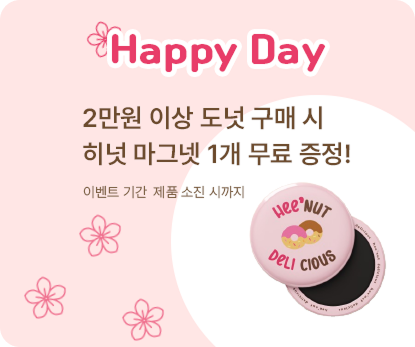 Happy Day
2만원 이상 도넛 구매 시
히넛 마그넷 1개 무료 증정!
이벤트 기간 제품 소진 시까지
Hee'NUT
DELI CIOUS